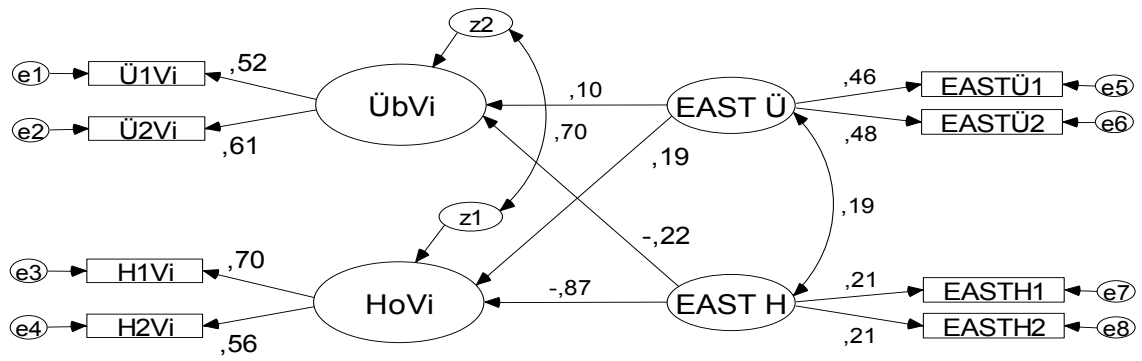 z2
e1
Ü1Vi
,52
,10
,46
EASTÜ1
e5
ÜbVi
EAST Ü
e2
Ü2Vi
,61
,70
,48
EASTÜ2
e6
,19
z1
,19
-,22
e3
H1Vi
,70
-,87
,21
EASTH1
e7
HoVi
EAST H
e4
H2Vi
,56
,21
EASTH2
e8